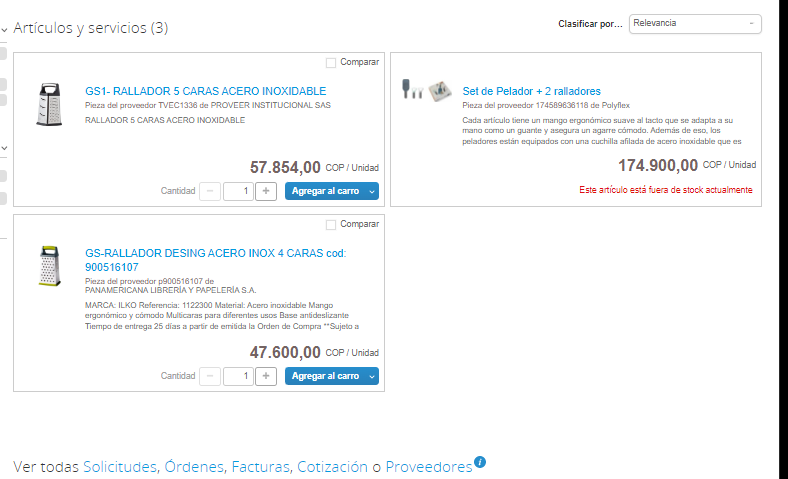 Artículos y servicios (3)
Clasificar por...
Relevancia
Comparar
GS1- RALLADOR 5 CARAS ACERO INOXIDABLE
Pieza del proveedor TVEC1336 de PROVEER INSTITUCIONAL SAS
RALLADOR 5 CARAS ACERO INOXIDABLE
57.854,00 COP / Unidad
Cantidad − 1 + Agregar al carro
Set de Pelador + 2 ralladores
Pieza del proveedor 174589636118 de Polyflex
Cada artículo tiene un mango ergonómico suave al tacto que se adapta a su
mano como un guante y asegura un agarre cómodo. Además de eso, los
peladores están equipados con una cuchilla afilada de acero inoxidable que es
174.900,00 COP / Unidad
Este artículo está fuera de stock actualmente
Comparar
GS-RALLADOR DESING ACERO INOX 4 CARAS cod:
900516107
Pieza del proveedor p900516107 de
PANAMERICANA LIBRERÍA Y PAPELERÍA S.A.
MARCA: ILKO Referencia: 1122300 Material: Acero inoxidable Mango
ergonómico y cómodo Multicaras para diferentes usos Base antideslizante
Tiempo de entrega 25 días a partir de emitida la Orden de Compra **Sujeto a
47.600,00 COP / Unidad
Cantidad − 1 + Agregar al carro
Ver todas Solicitudes, Órdenes, Facturas, Cotización o Proveedores i